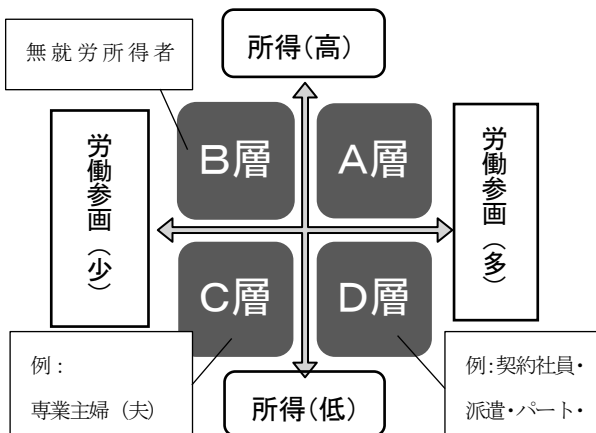 無就労所得者
所得(高)
労働参画（少）
B層
A層
労働参画（多）
C層
D層
例：
専業主婦（夫）
所得(低)
例:契約社員・
派遣・パート・